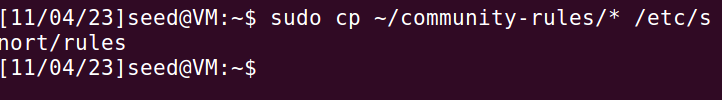 [11/04/23]seed@VM:~$ sudo cp ~/community-rules/* /etc/s
nort/rules
[11/04/23]seed@VM:~$